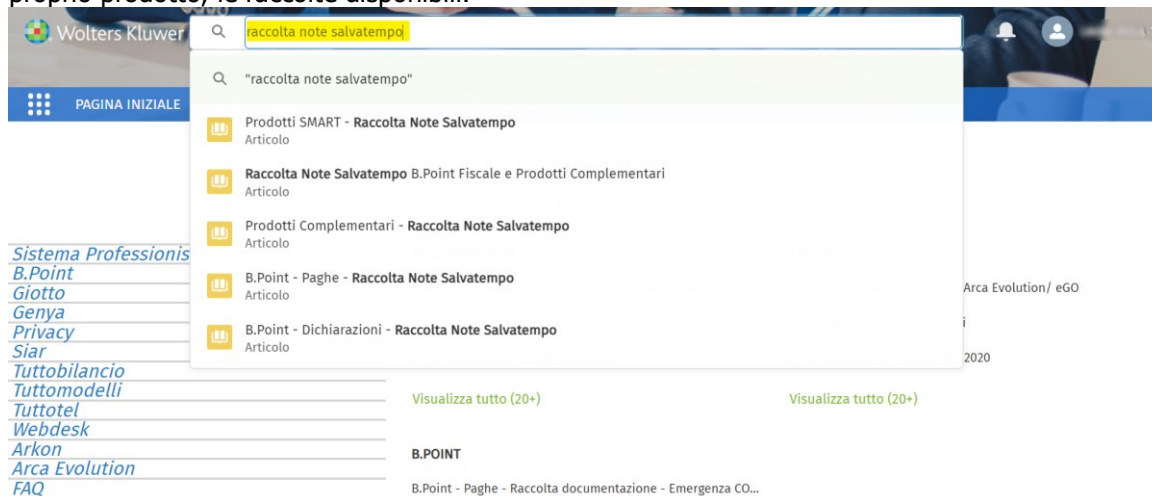 proprio prodotto, le raccolte disponibili.
Wolters Kluwer
raccolta note salvatempo
"raccolta note salvatempo"
PAGINA INIZIALE
Prodotti SMART - Raccolta Note Salvatempo
Articolo
Raccolta Note Salvatempo B.Point Fiscale e Prodotti Complementari
Articolo
Prodotti Complementari - Raccolta Note Salvatempo
Articolo
B.Point - Paghe - Raccolta Note Salvatempo
Articolo
B.Point - Dichiarazioni - Raccolta Note Salvatempo
Articolo
Sistema Professionis
B.Point
Giotto
Genya
Privacy
Siar
Tuttobilancio
Tuttomodelli
Tuttotel
Webdesk
Arkon
Arca Evolution
FAQ
Arca Evolution/ eGO
i
2020
Visualizza tutto (20+)
Visualizza tutto (20+)
B.POINT
B.Point - Paghe - Raccolta documentazione - Emergenza CO...